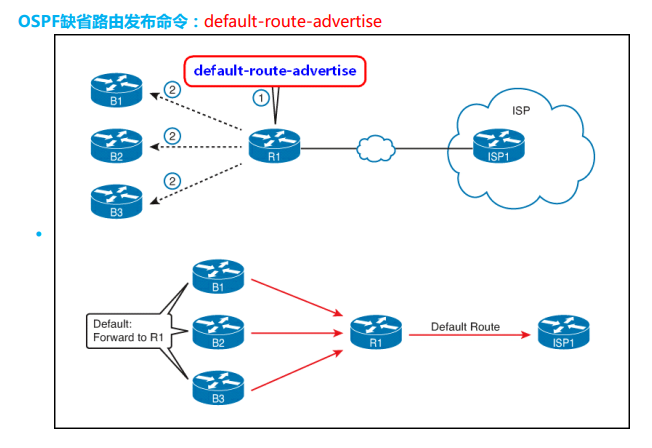 OSPF缺省路由发布命令：default-route-advertise
default-route-advertise
B1
2
1
ISP
2
B2
R1
ISP1
2
B3
B1
Default:
Forward to R1
B2
R1
Default Route
ISP1
B3